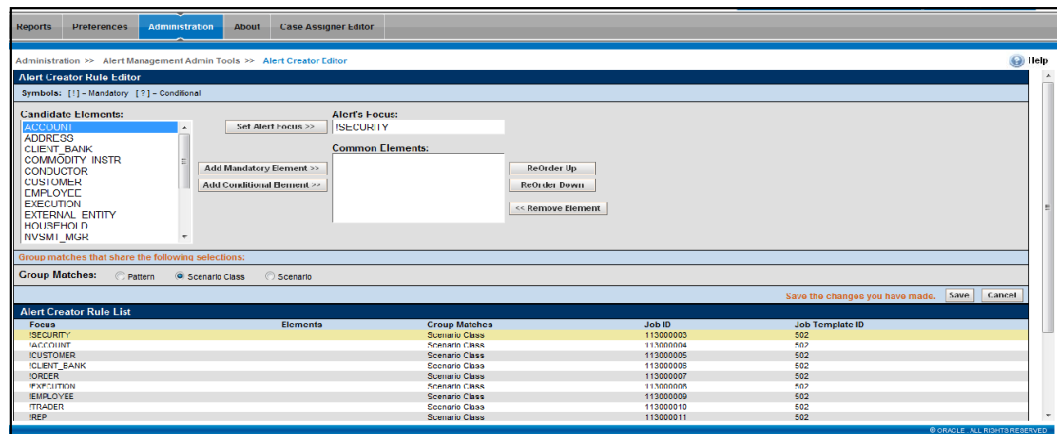 Reports Preferences Administration About Case Assigner Editor
Administration >> Alert Management Admin Tools >> Alert Creator Editor
Help
Alert Creator Rule Editor
Symbols: [!] - Mandatory [?] - Conditional
Candidate Elements:
ACCOUNT
ADDRESS
CLIENT_BANK
COMMODITY_INSTR
CONDUCTOR
CUSTOMER
EMPLOYEE
EXECUTION
EXTERNAL_ENTITY
HOUSEHOLD
NVSMT_MGR
Set Alert Focus >>
Add Mandatory Element >>
Add Conditional Element >>
Alert's Focus:
!SECURITY
Common Elements:
ReOrder Up
ReOrder Down
<< Remove Element
Group matches that share the following selections:
Group Matches: Pattern Scenario Class Scenario
Save the changes you have made. Save Cancel
Alert Creator Rule List
Focus Elements Group Matches Job ID Job Template ID
!SECURITY Scenario Class 113000003 502
!ACCOUNT Scenario Class 113000004 502
!CUSTOMER Scenario Class 113000005 502
!CLIENT_BANK Scenario Class 113000006 502
!ORDER Scenario Class 113000007 502
!EXECUTION Scenario Class 113000008 502
!EMPLOYEE Scenario Class 113000009 502
!TRADER Scenario Class 113000010 502
!REP Scenario Class 113000011 502
© ORACLE . ALL RIGHTS RESERVED